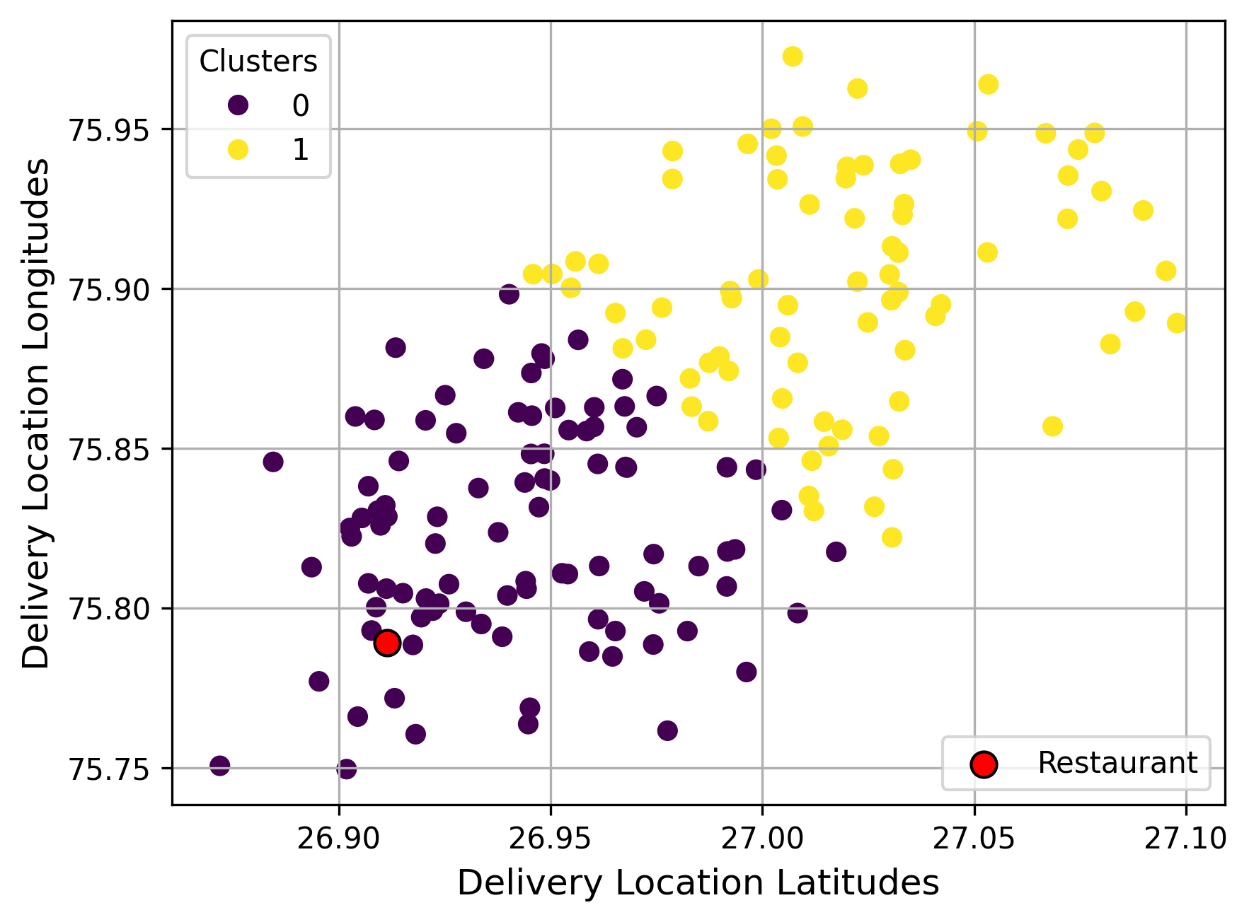 Clusters
0
1
75.95
75.90
75.85
75.80
75.75
Delivery Location Longitudes
Restaurant
26.90 26.95 27.00 27.05 27.10
Delivery Location Latitudes